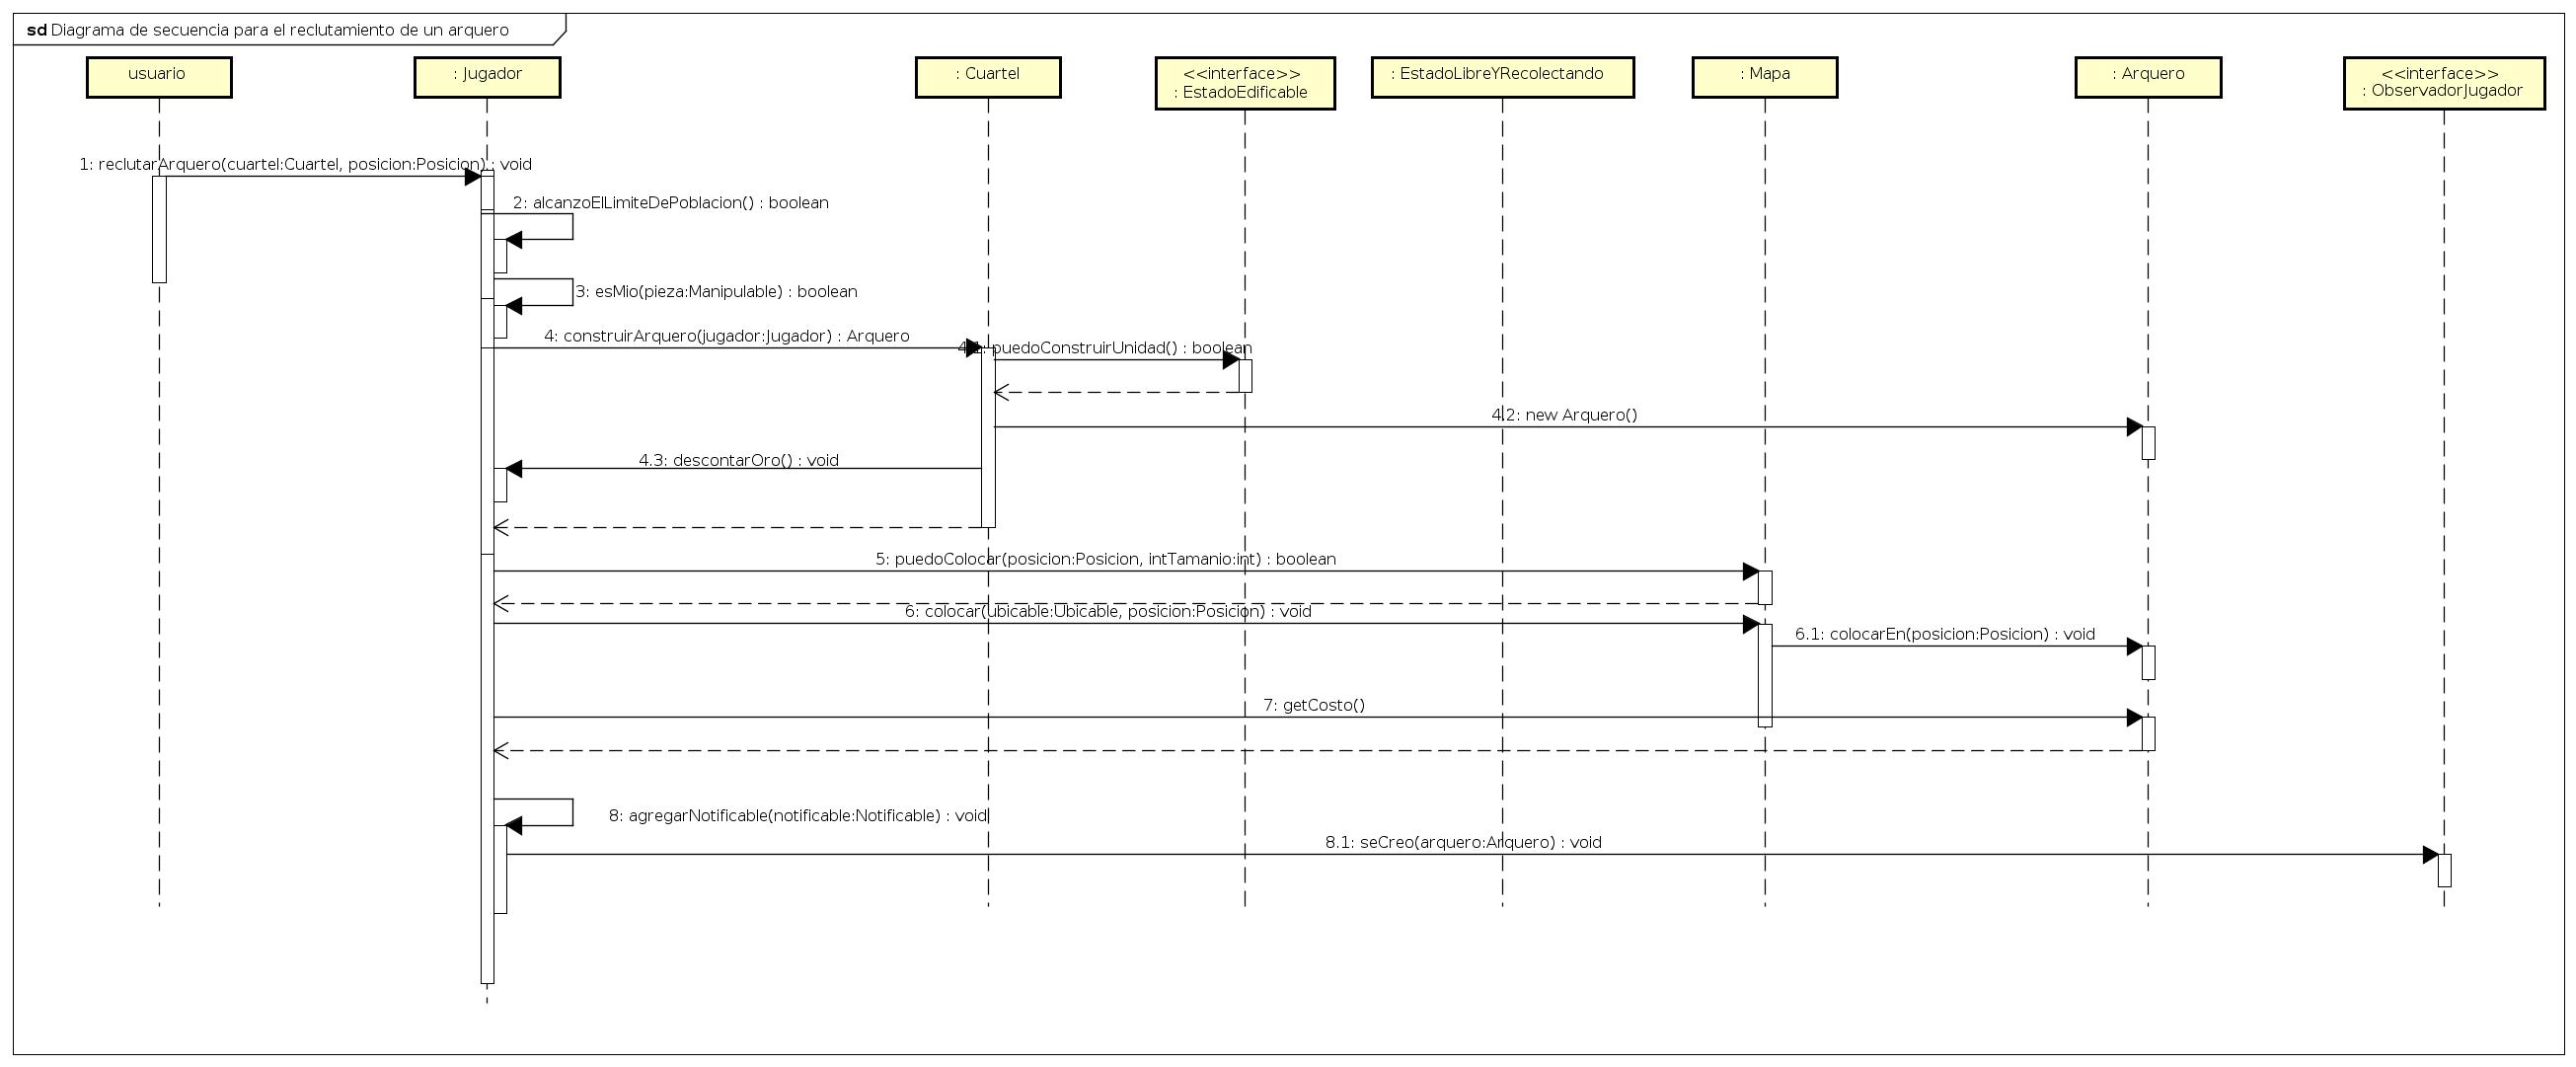 sd Diagrama de secuencia para el reclutamiento de un arquero
usuario
: Jugador
: Cuartel
<<interface>>
: EstadoEdificable
: EstadoLibreYRecolectando
: Mapa
: Arquero
<<interface>>
: ObservadorJugador
1: reclutarArquero(cuartel:Cuartel, posicion:Posicion) : void
2: alcanzoElLimiteDePoblacion() : boolean
3: esMio(pieza:Manipulable) : boolean
4: construirArquero(jugador:Jugador) : Arquero
4.1: puedoConstruirUnidad() : boolean
4.2: new Arquero()
4.3: descontarOro() : void
5: puedoColocar(posicion:Posicion, intTamanio:int) : boolean
6: colocar(ubicable:Ubicable, posicion:Posicion) : void
6.1: colocarEn(posicion:Posicion) : void
7: getCosto()
8: agregarNotificable(notificable:Notificable) : void
8.1: seCreo(arquero:Arquero) : void